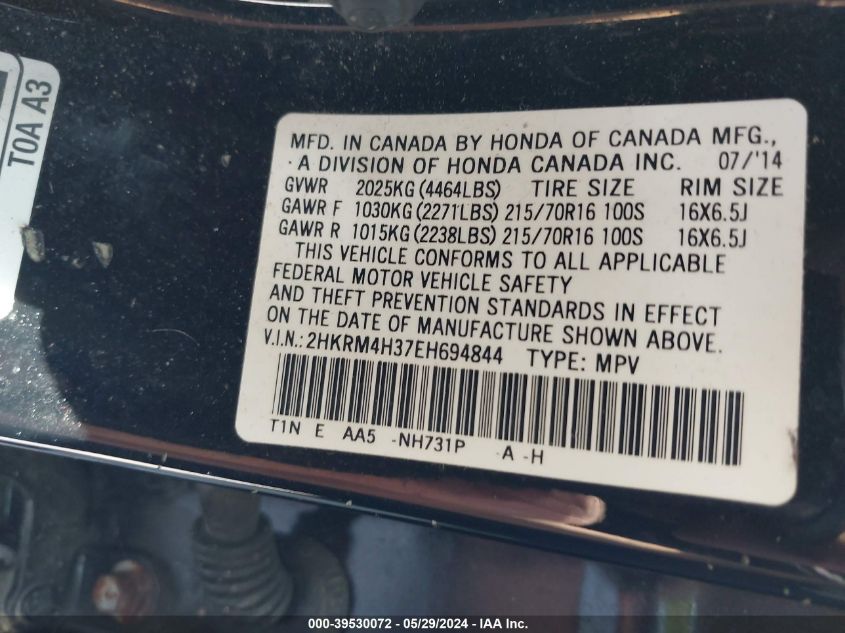 T0A A3
MFD. IN CANADA BY HONDA OF CANADA MFG.,
A DIVISION OF HONDA CANADA INC. 07/'14
GVWR 2025KG (4464LBS) TIRE SIZE RIM SIZE
GAWR F 1030KG (2271LBS) 215/70R16 100S 16X6.5J
GAWR R 1015KG (2238LBS) 215/70R16 100S 16X6.5J
THIS VEHICLE CONFORMS TO ALL APPLICABLE
FEDERAL MOTOR VEHICLE SAFETY
AND THEFT PREVENTION STANDARDS IN EFFECT
ON THE DATE OF MANUFACTURE SHOWN ABOVE.
V.I.N.: 2HKRM4H37EH694844 TYPE: MPV
T1N E AA5 -NH731P -A -H
000-39530072 - 05/29/2024 - IAA Inc.